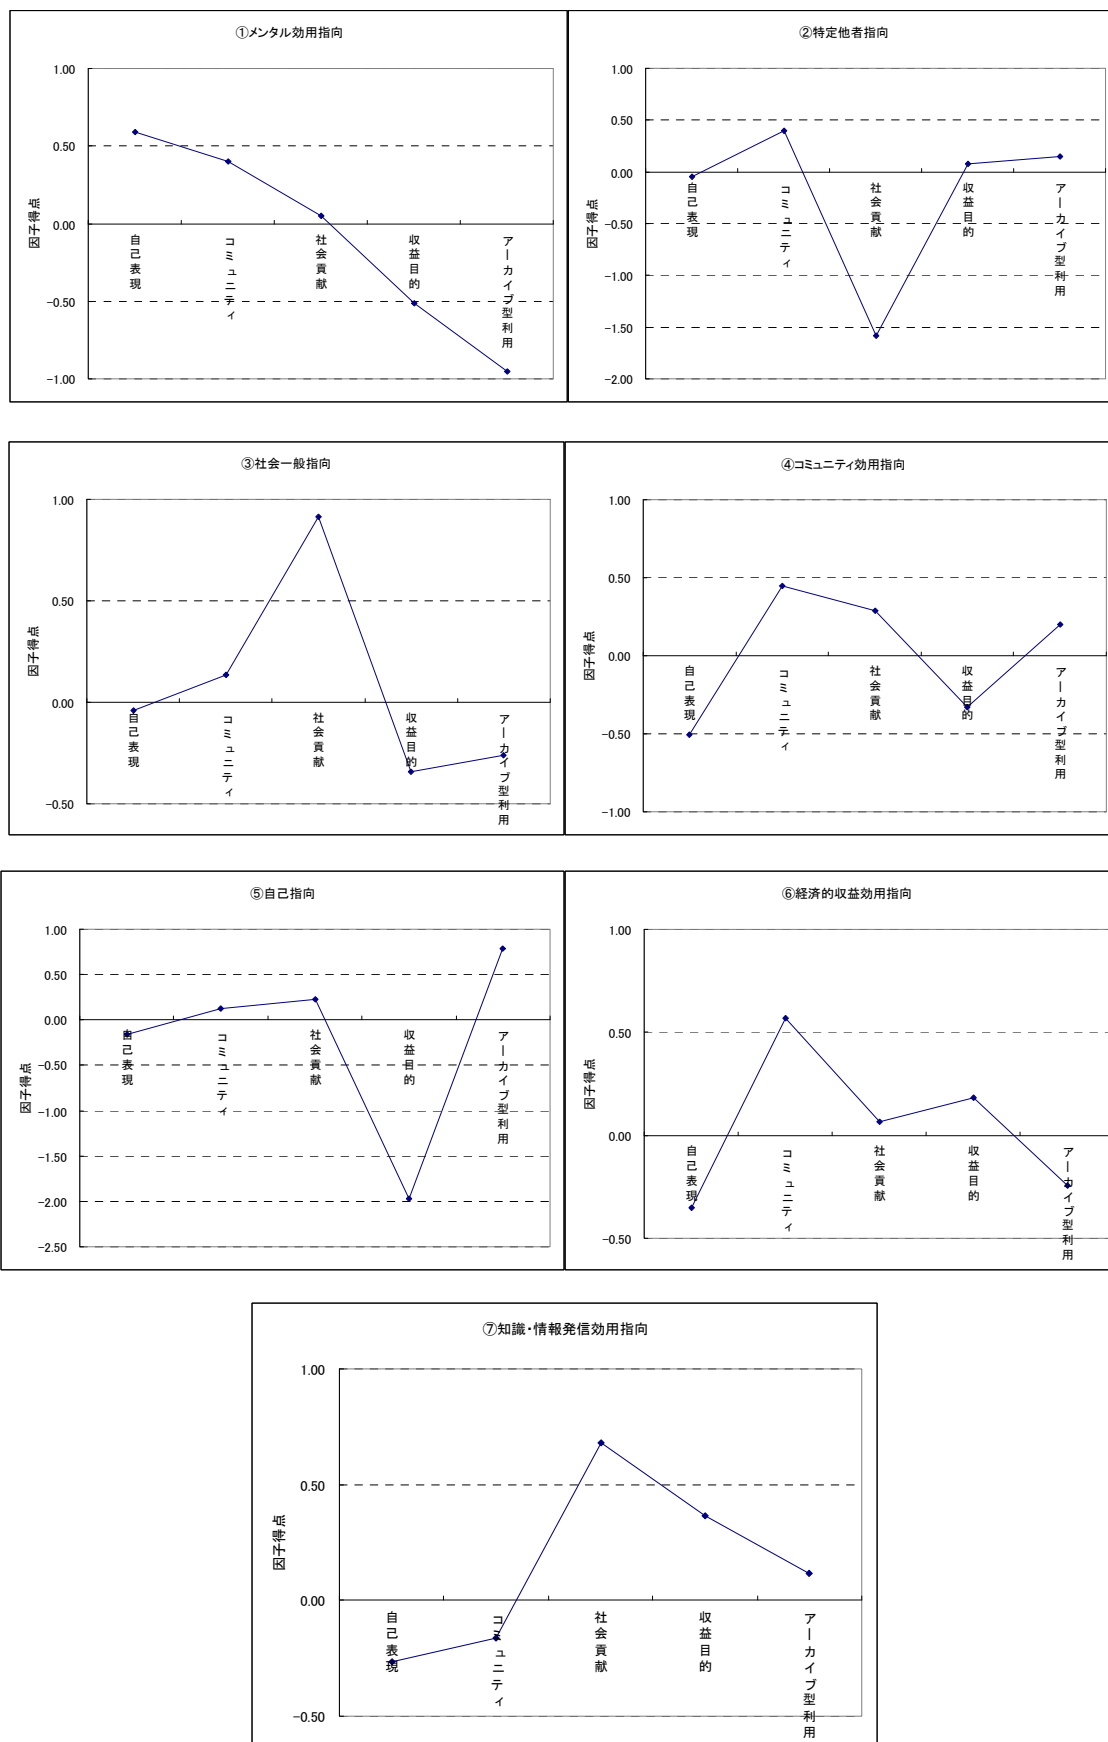 ①メンタル効用指向
1.00
0.50
0.00
−0.50
−1.00
因子得点
自己表現
コミュニティ
社会貢献
収益目的
アーカイブ型利用
②特定他者指向
1.00
0.50
0.00
−0.50
−1.00
−1.50
−2.00
因子得点
自己表現
コミュニティ
社会貢献
収益目的
アーカイブ型利用
③社会一般指向
1.00
0.50
0.00
−0.50
因子得点
自己表現
コミュニティ
社会貢献
収益目的
アーカイブ型利用
④コミュニティ効用指向
1.00
0.50
0.00
−0.50
−1.00
因子得点
自己表現
コミュニティ
社会貢献
収益目的
アーカイブ型利用
⑤自己指向
1.00
0.50
0.00
−0.50
−1.00
−1.50
−2.00
−2.50
因子得点
自己表現
コミュニティ
社会貢献
収益目的
アーカイブ型利用
⑥経済的収益効用指向
1.00
0.50
0.00
−0.50
因子得点
自己表現
コミュニティ
社会貢献
収益目的
アーカイブ型利用
⑦知識・情報発信効用指向
1.00
0.50
0.00
−0.50
因子得点
自己表現
コミュニティ
社会貢献
収益目的
アーカイブ型利用